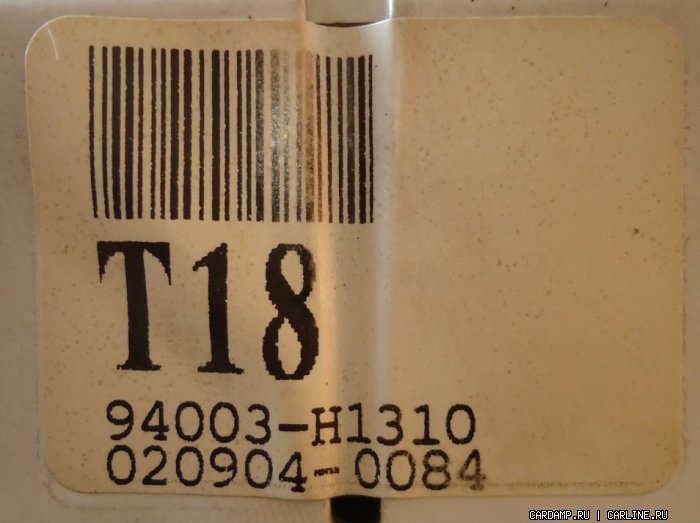 T18
94003-H1310
020904-0084
CARDAMP.RU | CARLINE.RU